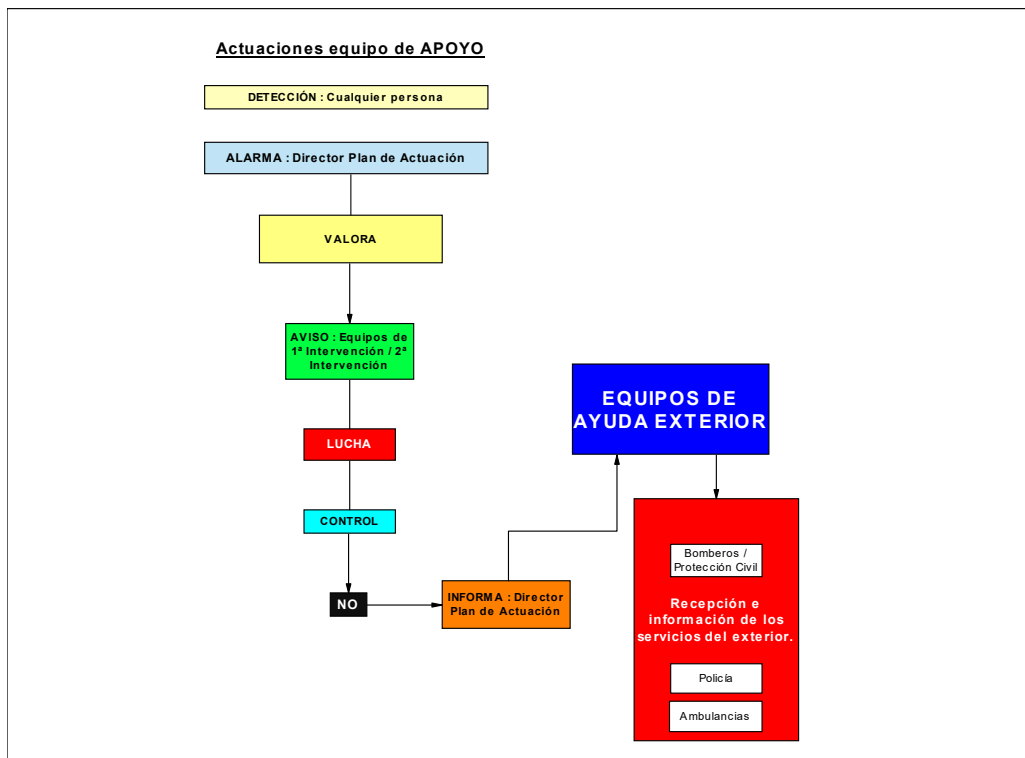 Actuaciones equipo de APOYO
DETECCIÓN : Cualquier persona
ALARMA : Director Plan de Actuación
VALORA
AVISO : Equipos de
1ª Intervención / 2ª
Intervención
LUCHA
CONTROL
NO
INFORMA : Director
Plan de Actuación
EQUIPOS DE
AYUDA EXTERIOR
Bomberos /
Protección Civil
Recepción e
información de los
servicios del exterior.
Policía
Ambulancias